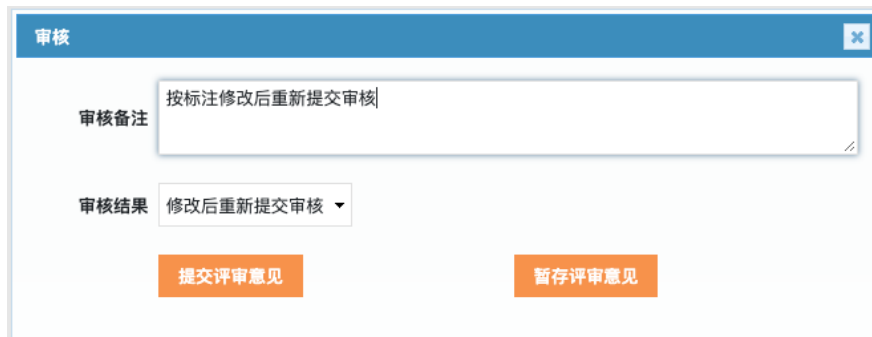 审核
审核备注
按标注修改后重新提交审核
审核结果
修改后重新提交审核
提交评审意见
暂存评审意见